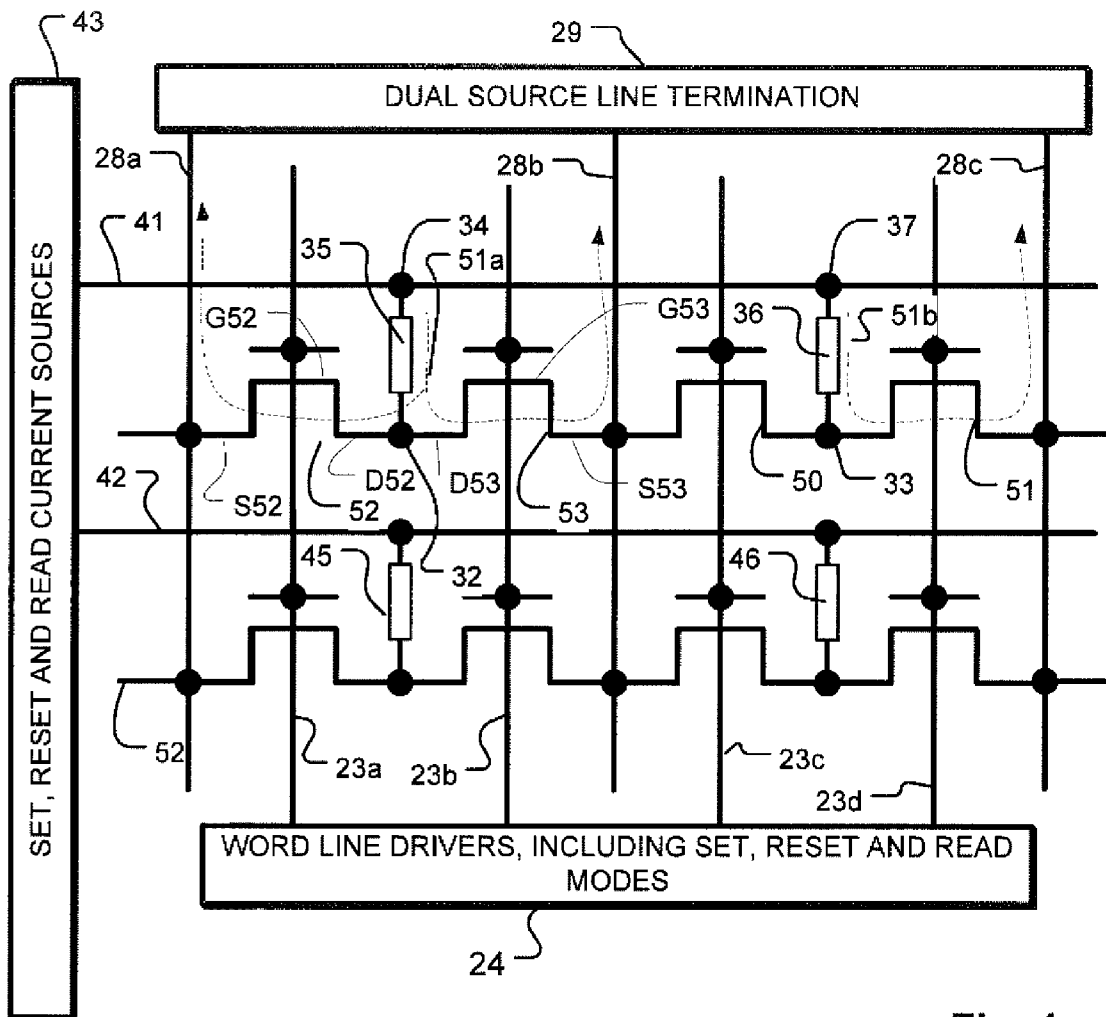 43
29
DUAL SOURCE LINE TERMINATION
28a
28b
28c
41
34
37
35
51a
G52
G53
36
51b
SET, RESET AND READ CURRENT SOURCES
42
S52
52
D52
D53
53
S53
50
33
51
45
32
46
52
23a
23b
23c
23d
WORD LINE DRIVERS, INCLUDING SET, RESET AND READ
MODES
24